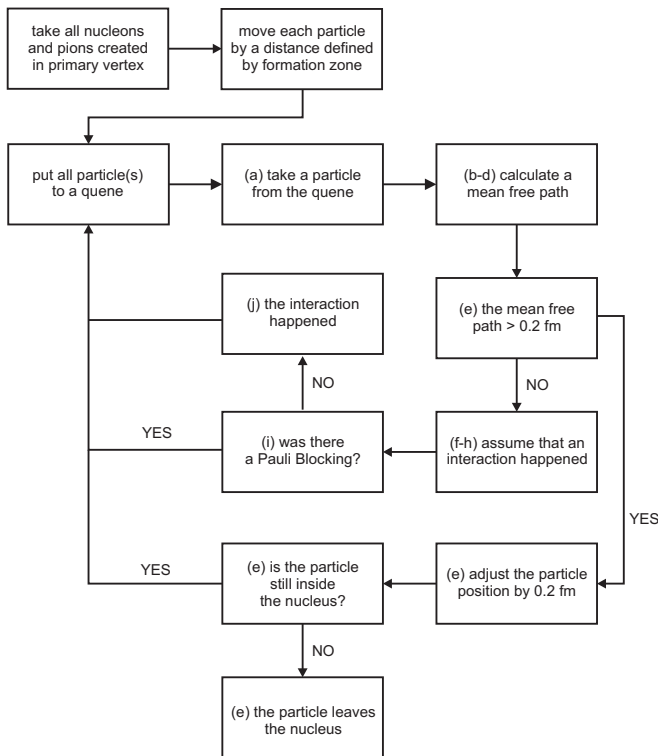 take all nucleons
and pions created
in primary vertex
move each particle
by a distance defined
by formation zone
put all particle(s)
to a quene
(a) take a particle
from the quene
(b-d) calculate a
mean free path
(j) the interaction
happened
(e) the mean free
path > 0.2 fm
NO
NO
YES
(i) was there
a Pauli Blocking?
(f-h) assume that an
interaction happened
YES
YES
(e) is the particle
still inside
the nucleus?
(e) adjust the particle
position by 0.2 fm
NO
(e) the particle leaves
the nucleus